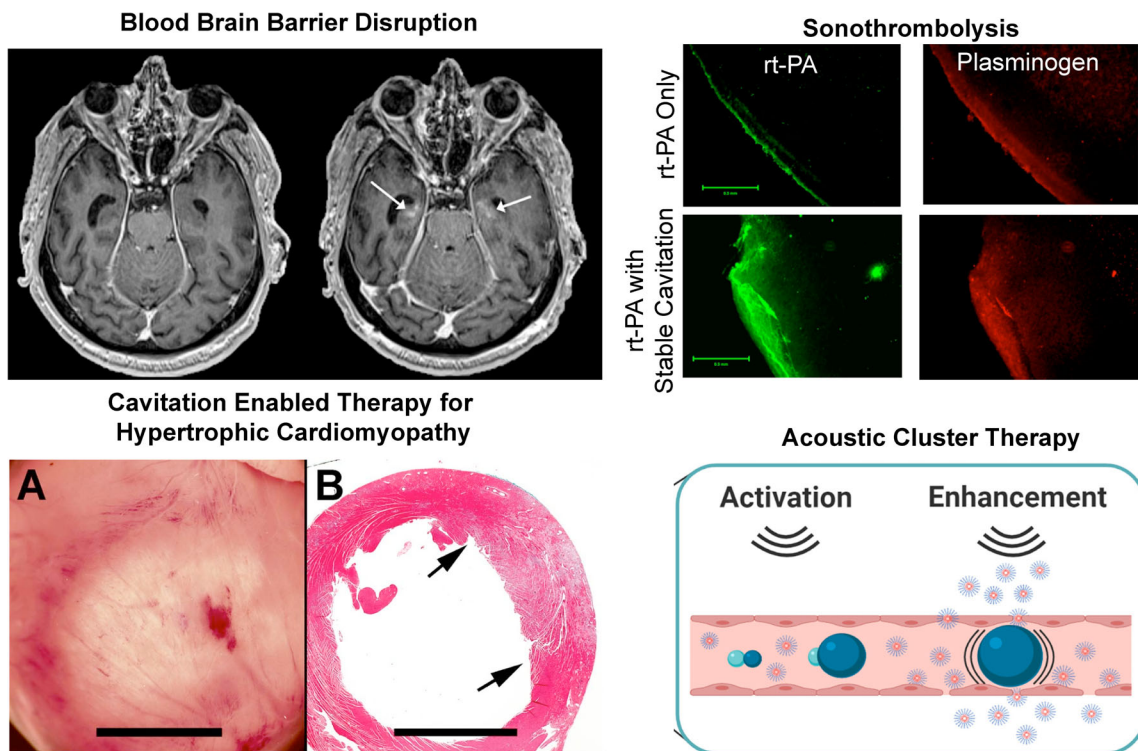 Blood Brain Barrier Disruption
Sonothrombolysis
rt-PA
Plasminogen
rt-PA Only
rt-PA with
Stable Cavitation
Cavitation Enabled Therapy for
Hypertrophic Cardiomyopathy
A
B
Acoustic Cluster Therapy
Activation
Enhancement